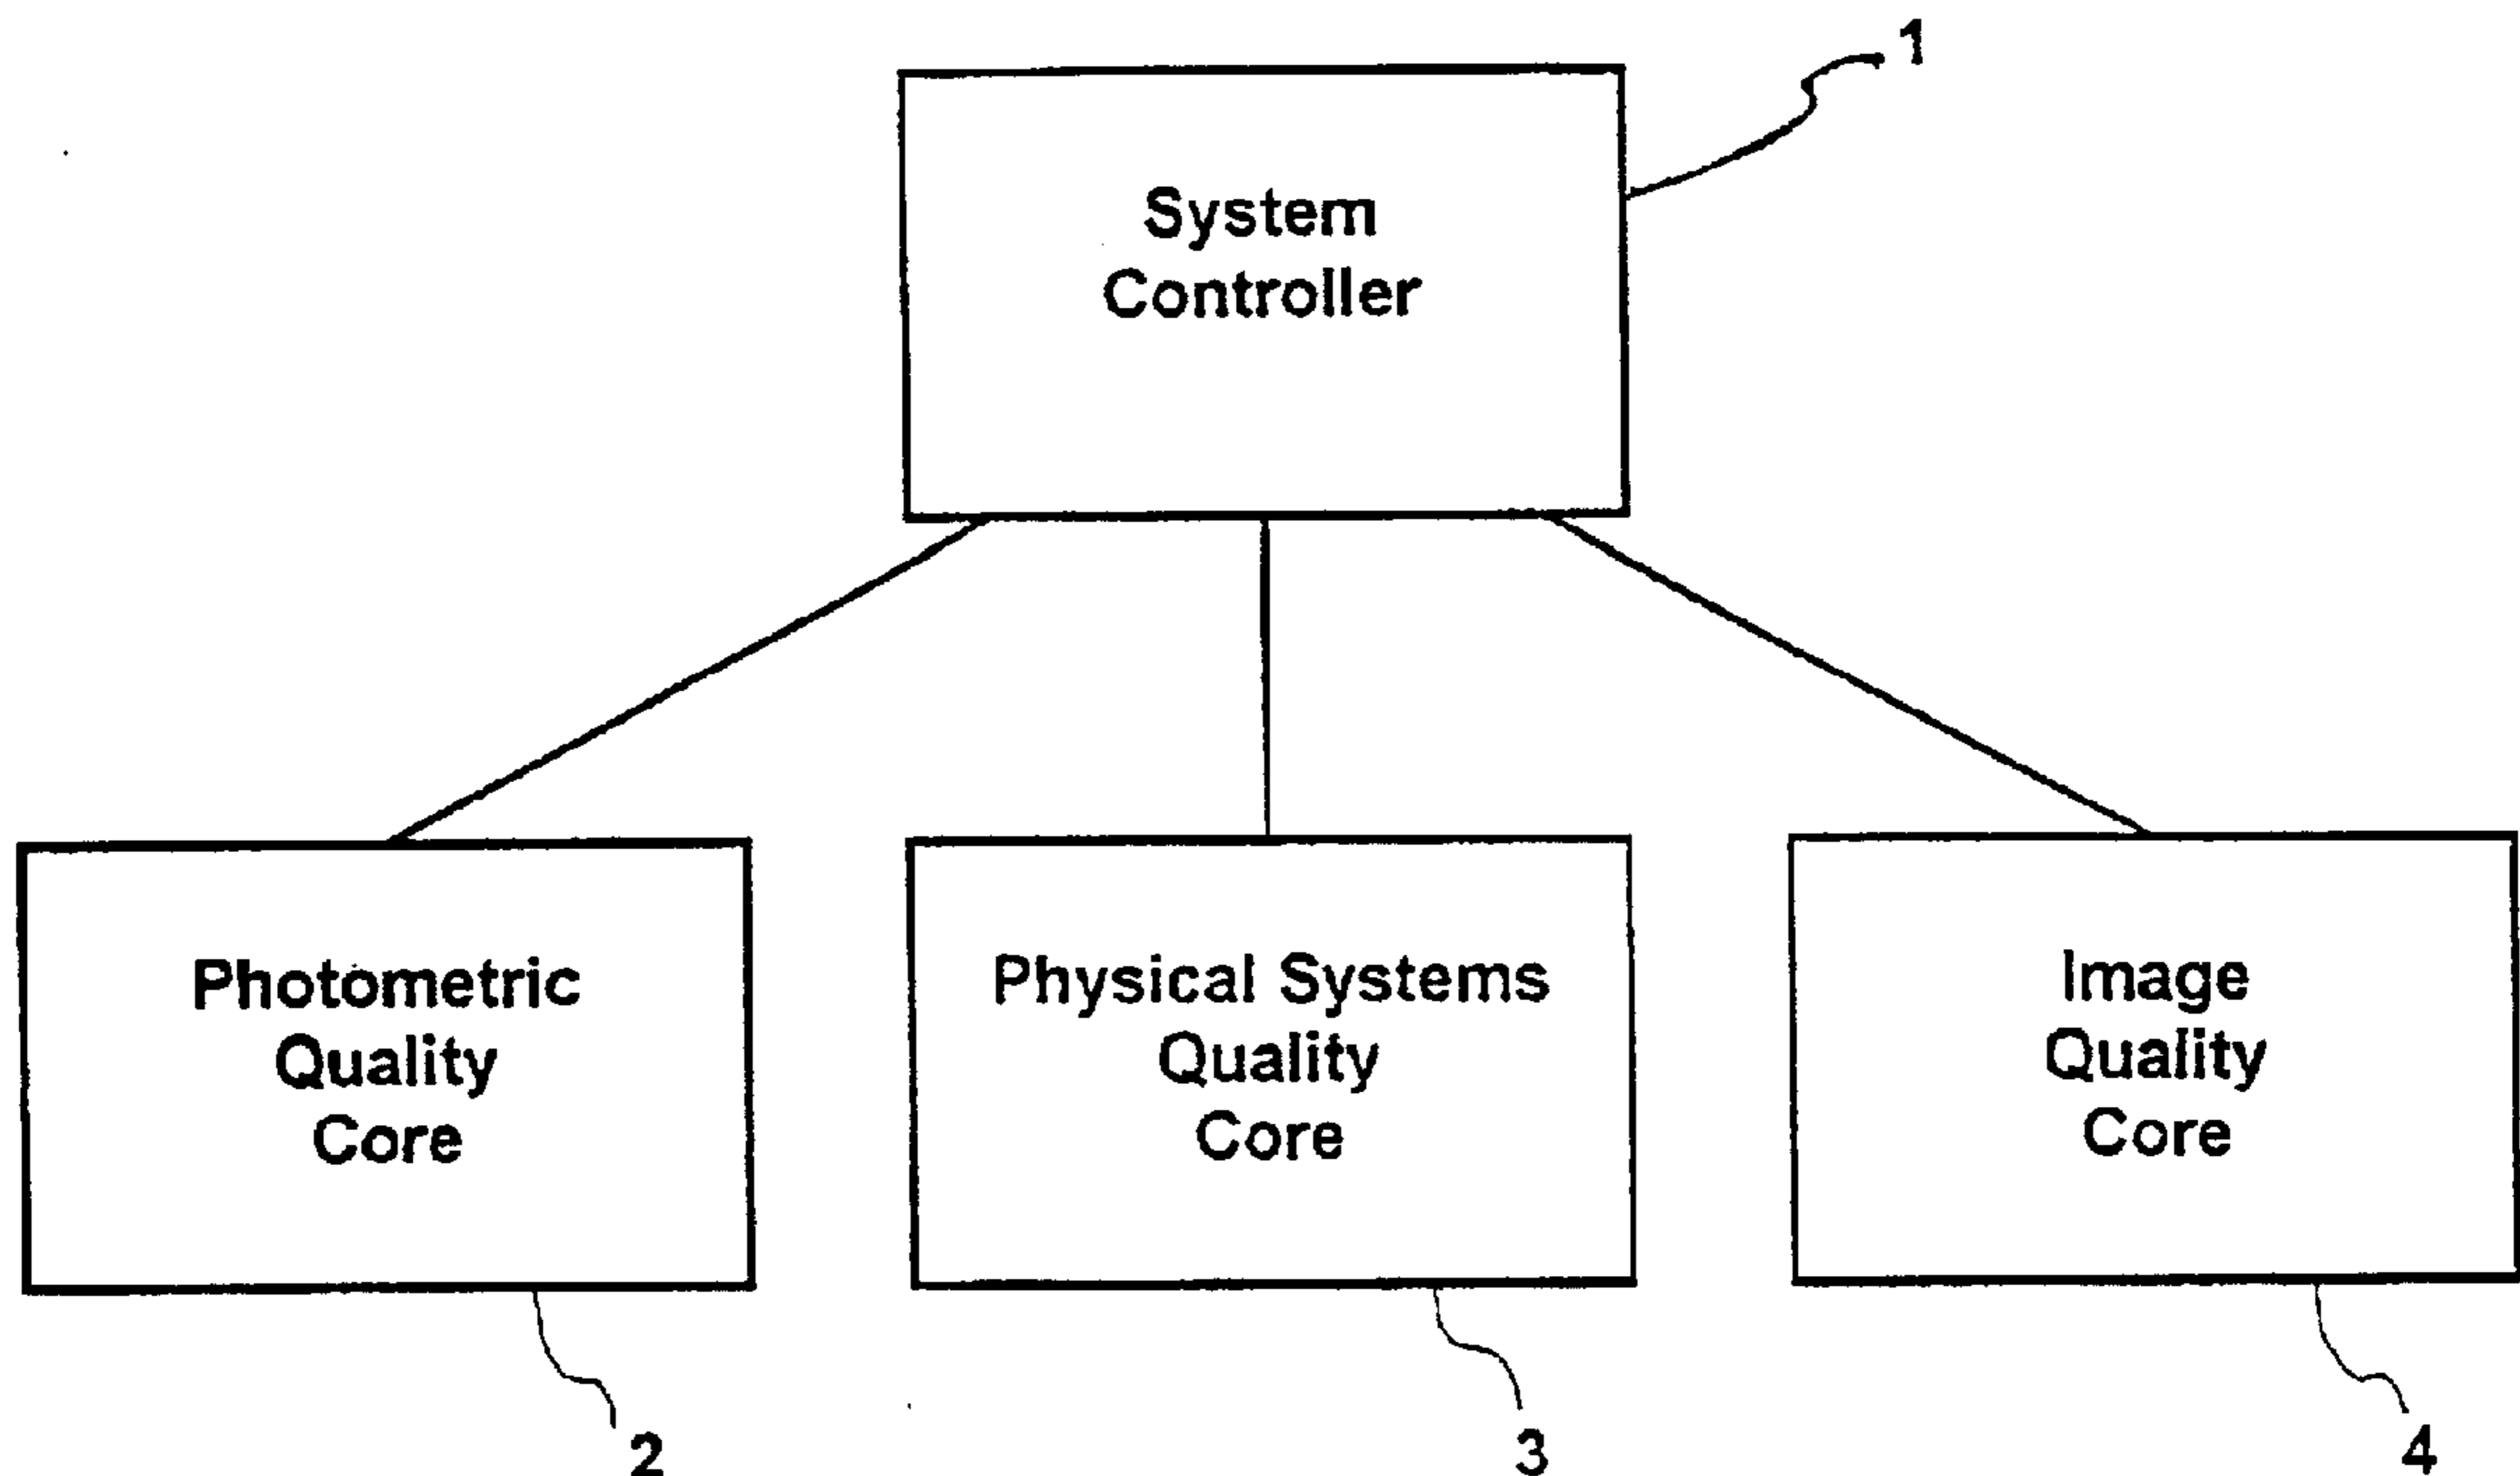 1
System
Controller
Photometric
Quality
Core
Physical Systems
Quality
Core
Image
Quality
Core
2
3
4